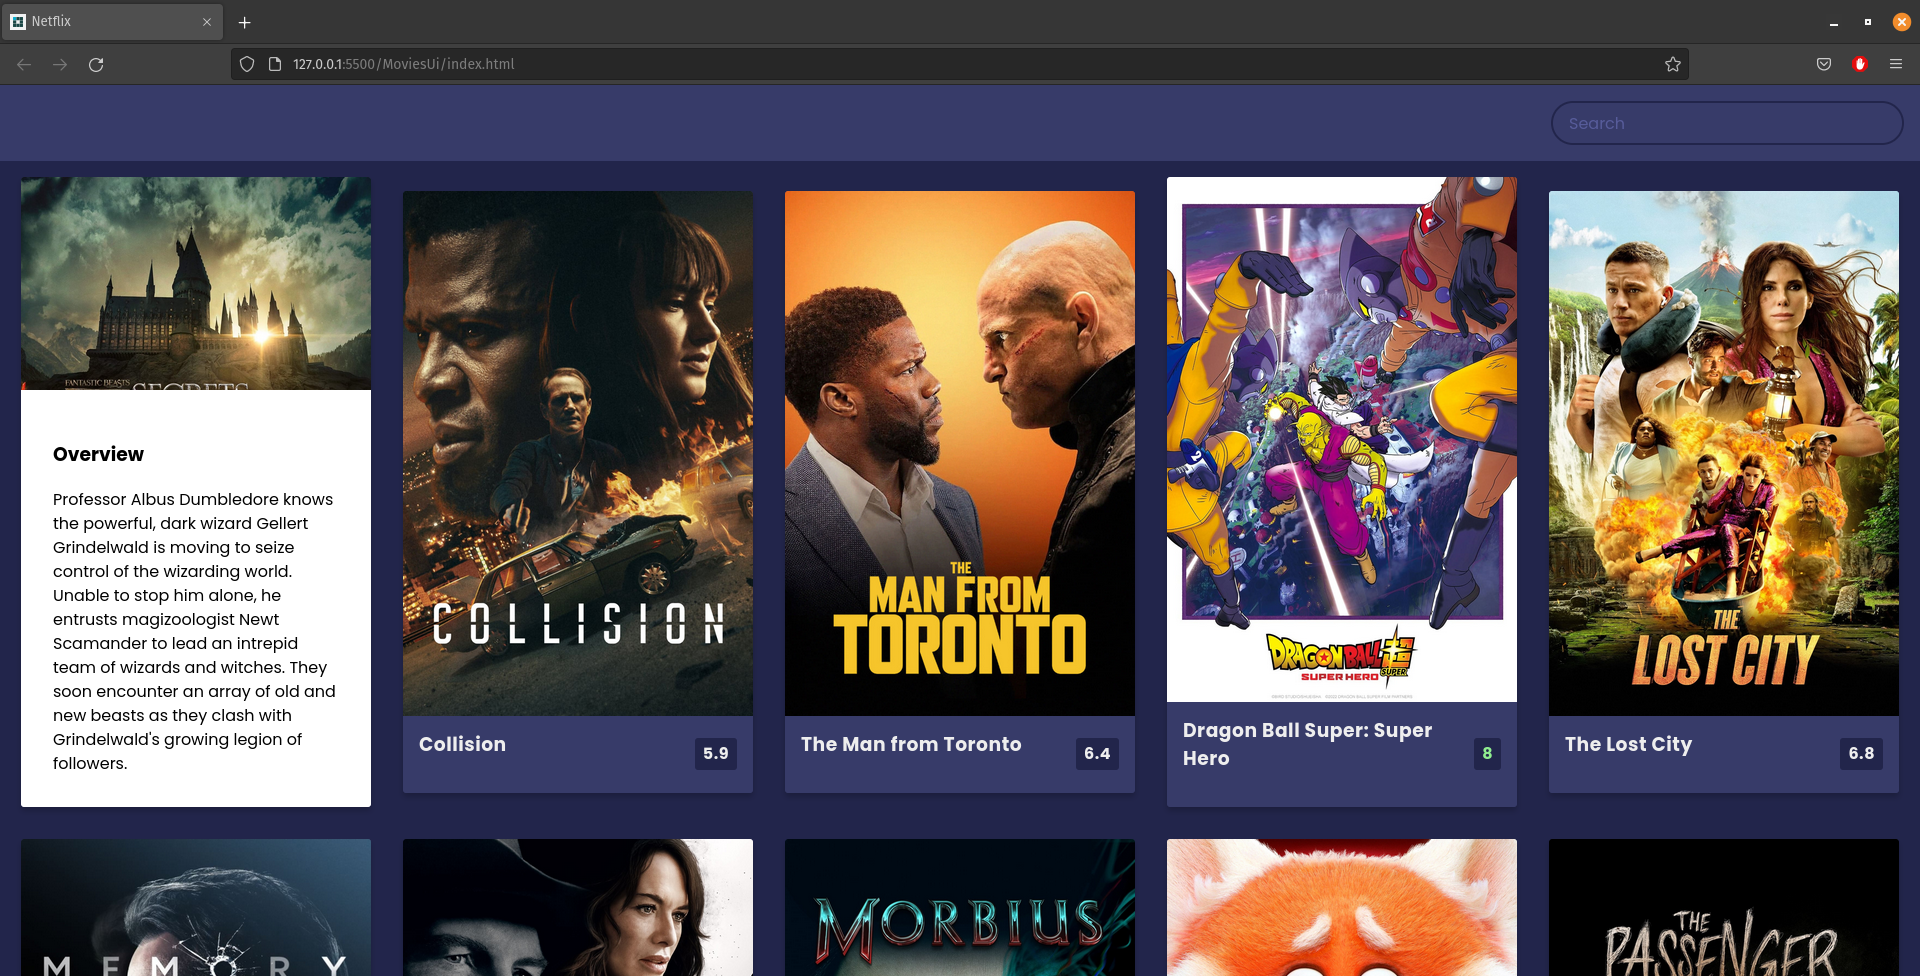 Netflix
127.0.0.1:5500/MoviesUi/index.html
Search
FANTASTIC BEASTS
SECRETS
Overview
Professor Albus Dumbledore knows
the powerful, dark wizard Gellert
Grindelwald is moving to seize
control of the wizarding world.
Unable to stop him alone, he
entrusts magizoologist Newt
Scamander to lead an intrepid
team of wizards and witches. They
soon encounter an array of old and
new beasts as they clash with
Grindelwald's growing legion of
followers.
COLLISION
Collision
5.9
THE
MAN FROM
TORONTO
The Man from Toronto
6.4
2
DRAGONBALL
SUPER
SUPER HERO
Dragon Ball Super: Super
Hero
8
THE
LOST CITY
The Lost City
6.8
MEMORY
MORBIUS
THE
PASSENGER